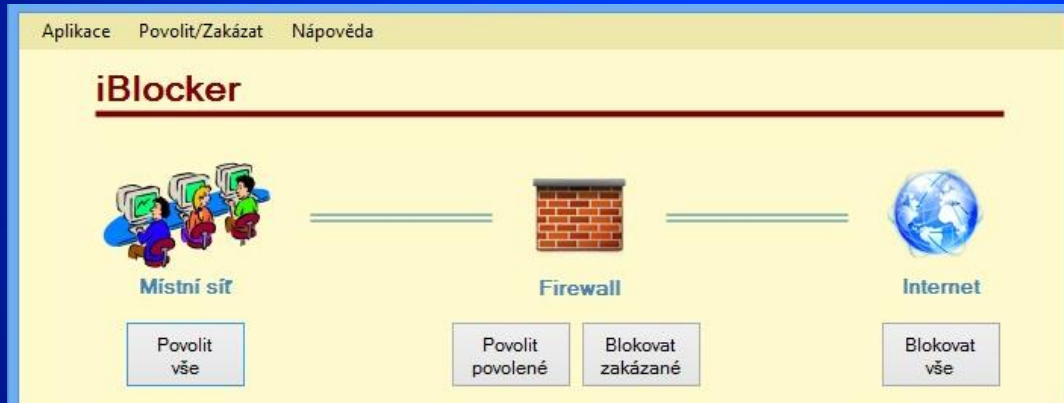 Aplikace Povolit/Zakázat Nápověda
iBlocker
Místní síť Firewall Internet
Povolit vše
Povolit povolené
Blokovat zakázané
Blokovat vše